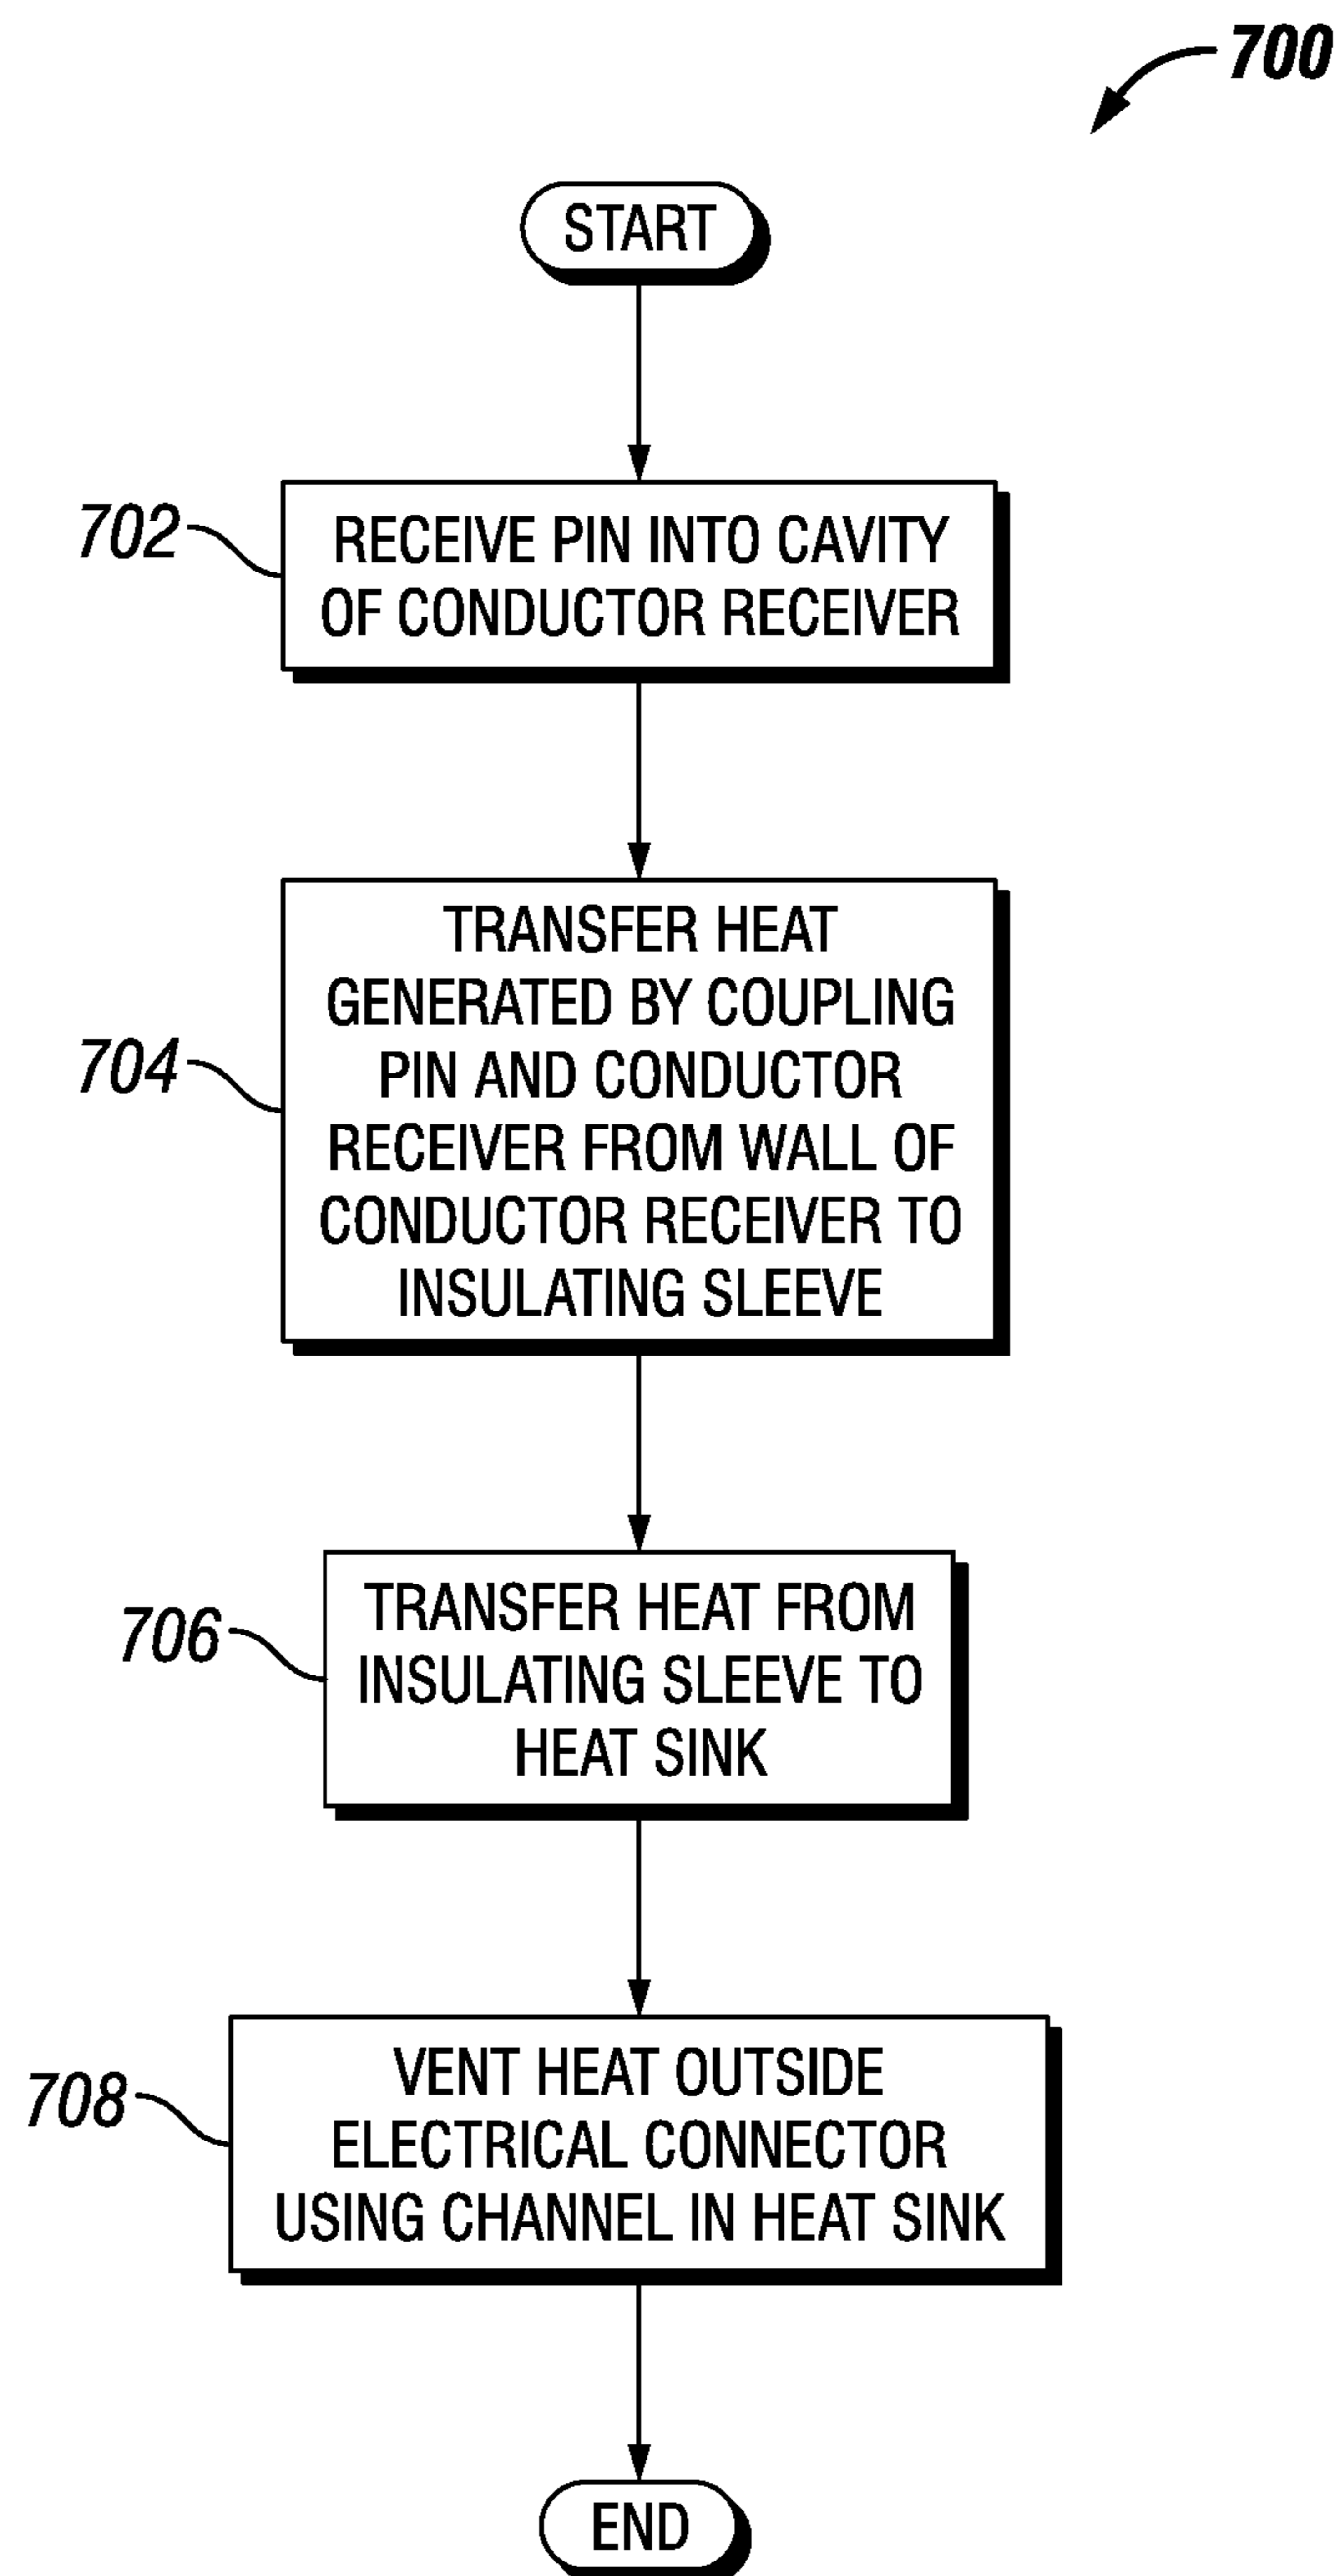 700
START
702
RECEIVE PIN INTO CAVITY
OF CONDUCTOR RECEIVER
704
TRANSFER HEAT
GENERATED BY COUPLING
PIN AND CONDUCTOR
RECEIVER FROM WALL OF
CONDUCTOR RECEIVER TO
INSULATING SLEEVE
706
TRANSFER HEAT FROM
INSULATING SLEEVE TO
HEAT SINK
708
VENT HEAT OUTSIDE
ELECTRICAL CONNECTOR
USING CHANNEL IN HEAT SINK
END